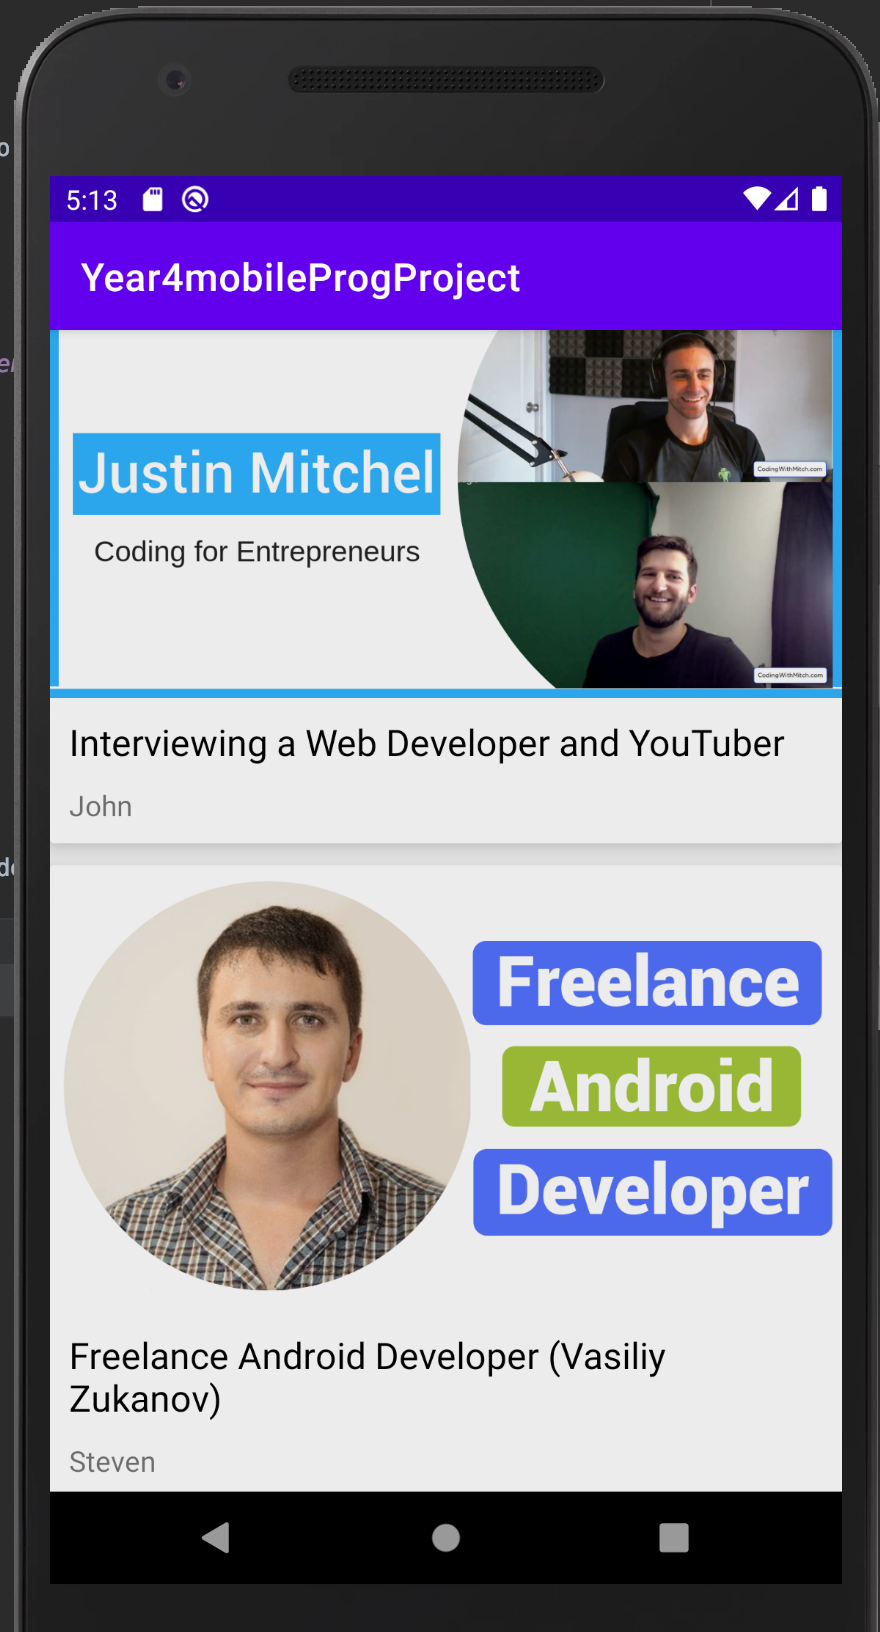 5:13
Year4mobileProgProject
Justin Mitchel
Coding for Entrepreneurs
CodingWithMitch.com
CodingWithMitch.com
Interviewing a Web Developer and YouTuber
John
Freelance
Android
Developer
Freelance Android Developer (Vasiliy
Zukanov)
Steven